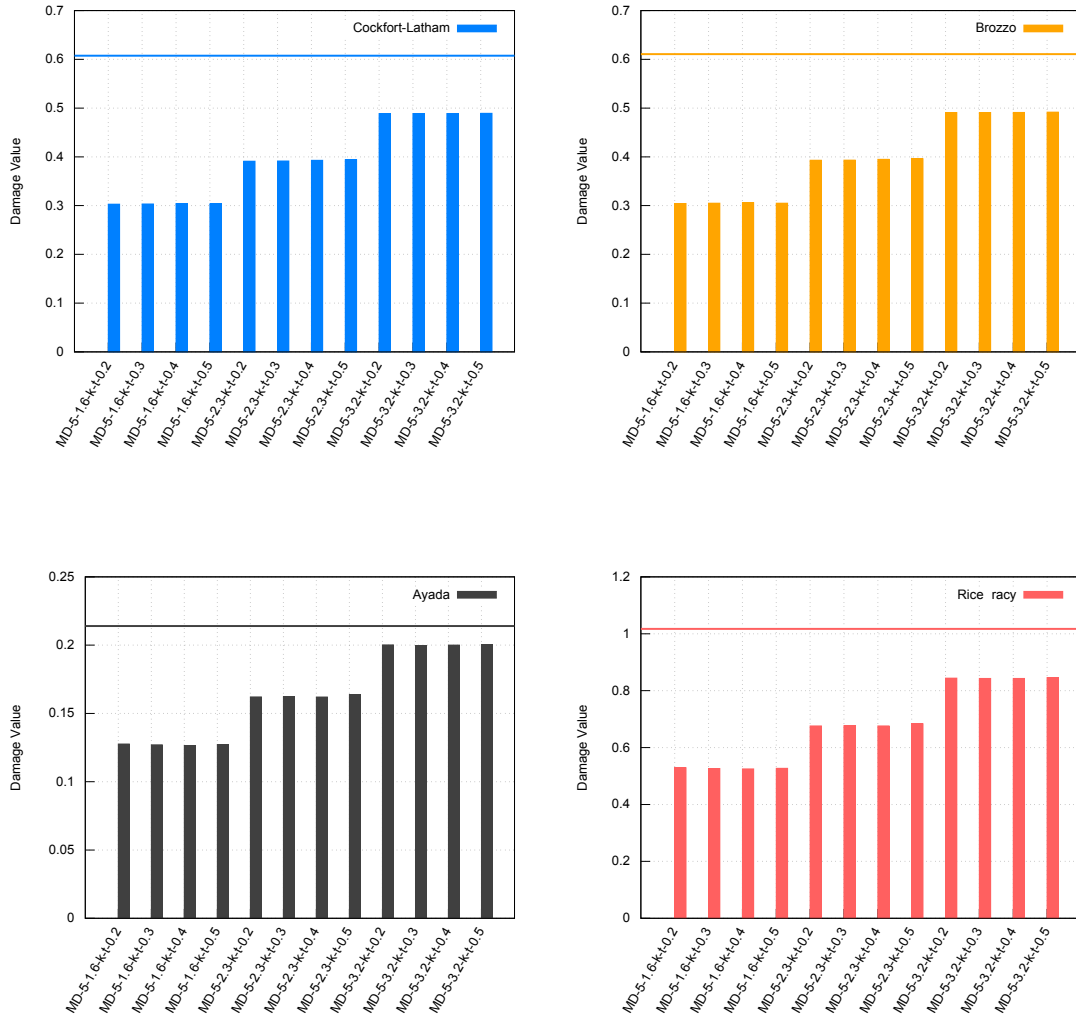 0.7
0.6
0.5
0.4
0.3
0.2
0.1
0
Damage Value
Cockfort-Latham
MD-5-1.6-k-t-0.2
MD-5-1.6-k-t-0.3
MD-5-1.6-k-t-0.4
MD-5-1.6-k-t-0.5
MD-5-2.3-k-t-0.2
MD-5-2.3-k-t-0.3
MD-5-2.3-k-t-0.4
MD-5-2.3-k-t-0.5
MD-5-3.2-k-t-0.2
MD-5-3.2-k-t-0.3
MD-5-3.2-k-t-0.4
MD-5-3.2-k-t-0.5
0.7
0.6
0.5
0.4
0.3
0.2
0.1
0
Damage Value
Brozzo
MD-5-1.6-k-t-0.2
MD-5-1.6-k-t-0.3
MD-5-1.6-k-t-0.4
MD-5-1.6-k-t-0.5
MD-5-2.3-k-t-0.2
MD-5-2.3-k-t-0.3
MD-5-2.3-k-t-0.4
MD-5-2.3-k-t-0.5
MD-5-3.2-k-t-0.2
MD-5-3.2-k-t-0.3
MD-5-3.2-k-t-0.4
MD-5-3.2-k-t-0.5
0.25
0.2
0.15
0.1
0.05
0
Damage Value
Ayada
MD-5-1.6-k-t-0.2
MD-5-1.6-k-t-0.3
MD-5-1.6-k-t-0.4
MD-5-1.6-k-t-0.5
MD-5-2.3-k-t-0.2
MD-5-2.3-k-t-0.3
MD-5-2.3-k-t-0.4
MD-5-2.3-k-t-0.5
MD-5-3.2-k-t-0.2
MD-5-3.2-k-t-0.3
MD-5-3.2-k-t-0.4
MD-5-3.2-k-t-0.5
1.2
1
0.8
0.6
0.4
0.2
0
Damage Value
Rice racy
MD-5-1.6-k-t-0.2
MD-5-1.6-k-t-0.3
MD-5-1.6-k-t-0.4
MD-5-1.6-k-t-0.5
MD-5-2.3-k-t-0.2
MD-5-2.3-k-t-0.3
MD-5-2.3-k-t-0.4
MD-5-2.3-k-t-0.5
MD-5-3.2-k-t-0.2
MD-5-3.2-k-t-0.3
MD-5-3.2-k-t-0.4
MD-5-3.2-k-t-0.5